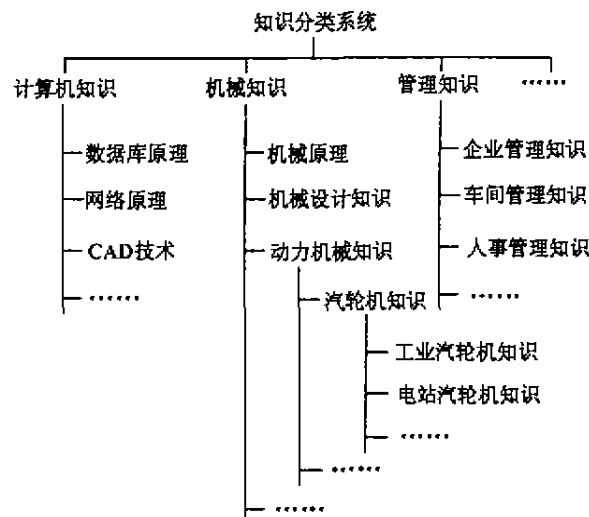 知识分类系统
计算机知识 机械知识 管理知识 ……
数据库原理 机械原理 企业管理知识
网络原理 机械设计知识 车间管理知识
CAD技术 动力机械知识 人事管理知识
…… 汽轮机知识 ……
工业汽轮机知识
电站汽轮机知识
……
……
……